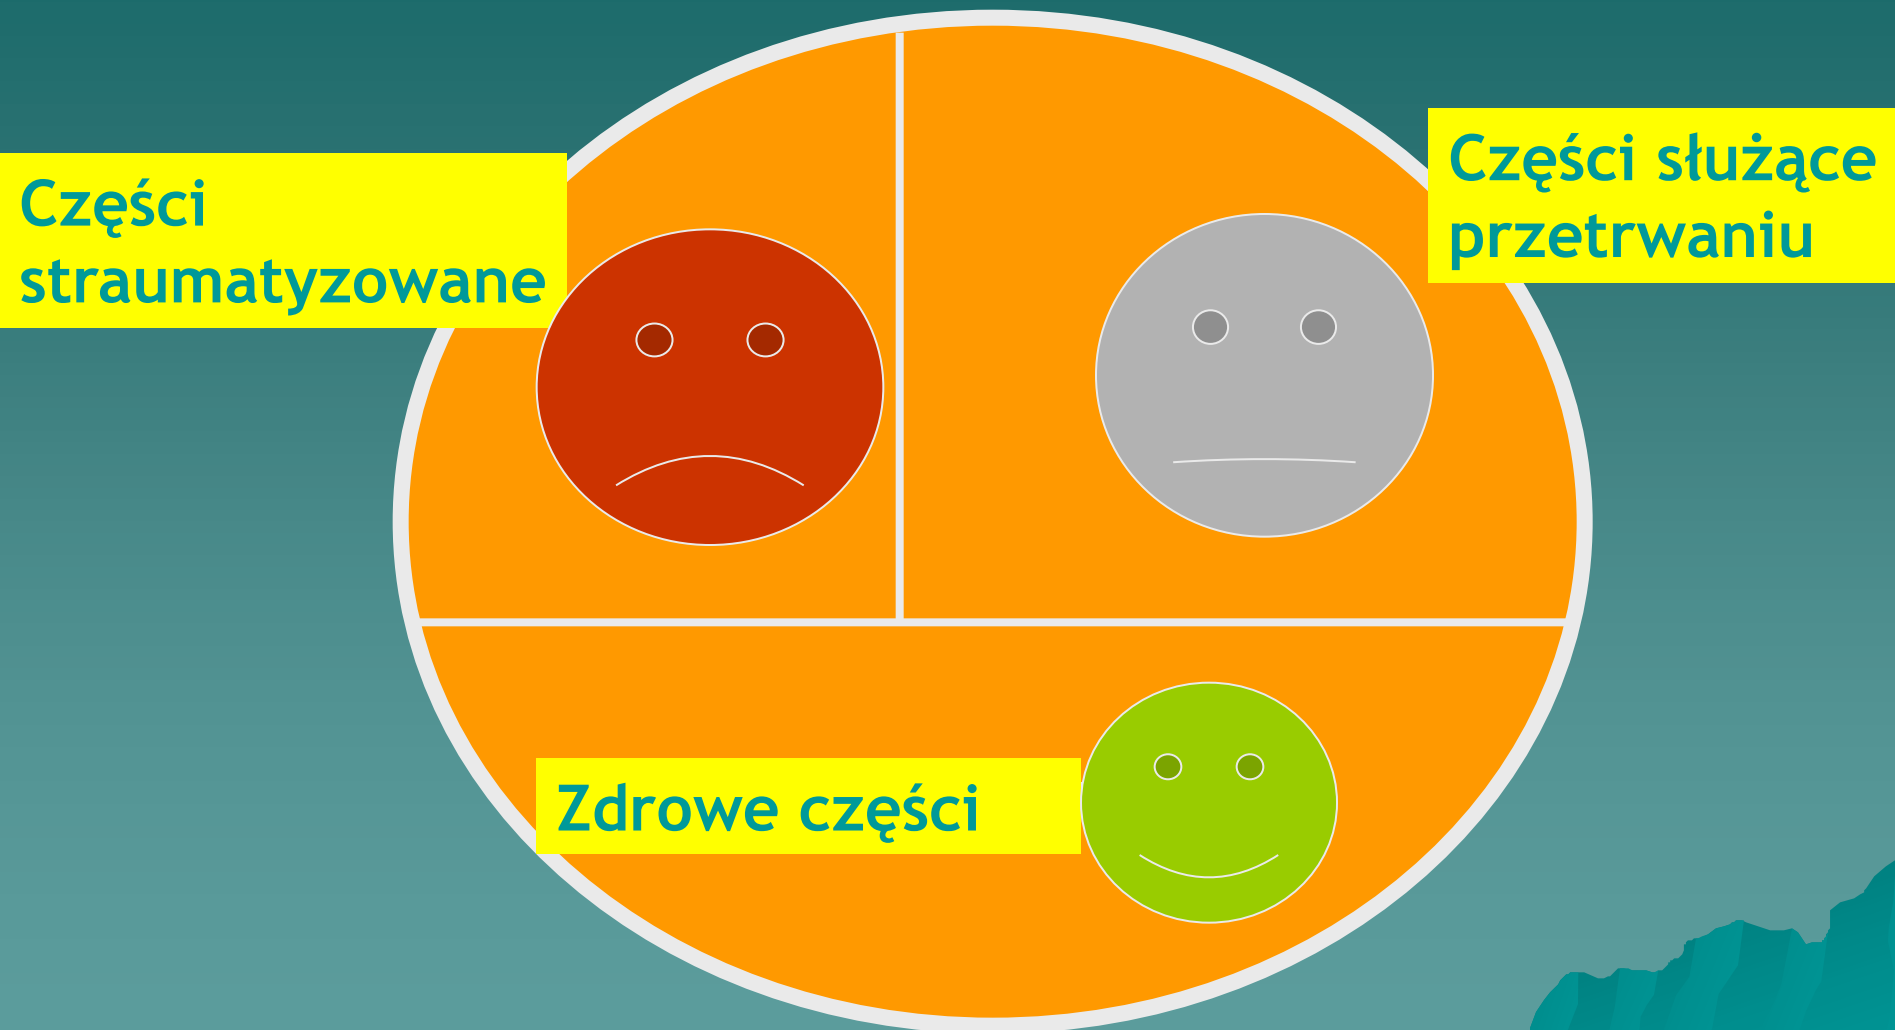 Części
straumatyzowane
Części służące
przetrwaniu
Zdrowe części